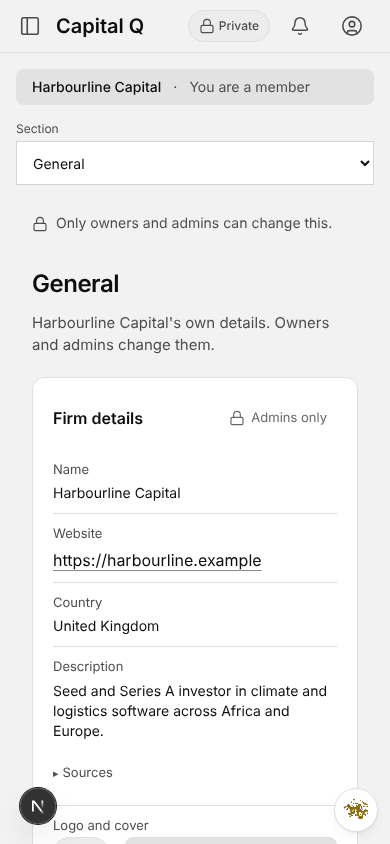 Capital Q
Private
Harbourline Capital · You are a member
Section
General
Only owners and admins can change this.
General
Harbourline Capital's own details. Owners
and admins change them.
Firm details
Admins only
Name
Harbourline Capital
Website
https://harbourline.example
Country
United Kingdom
Description
Seed and Series A investor in climate and
logistics software across Africa and
Europe.
▸ Sources
N
Logo and cover